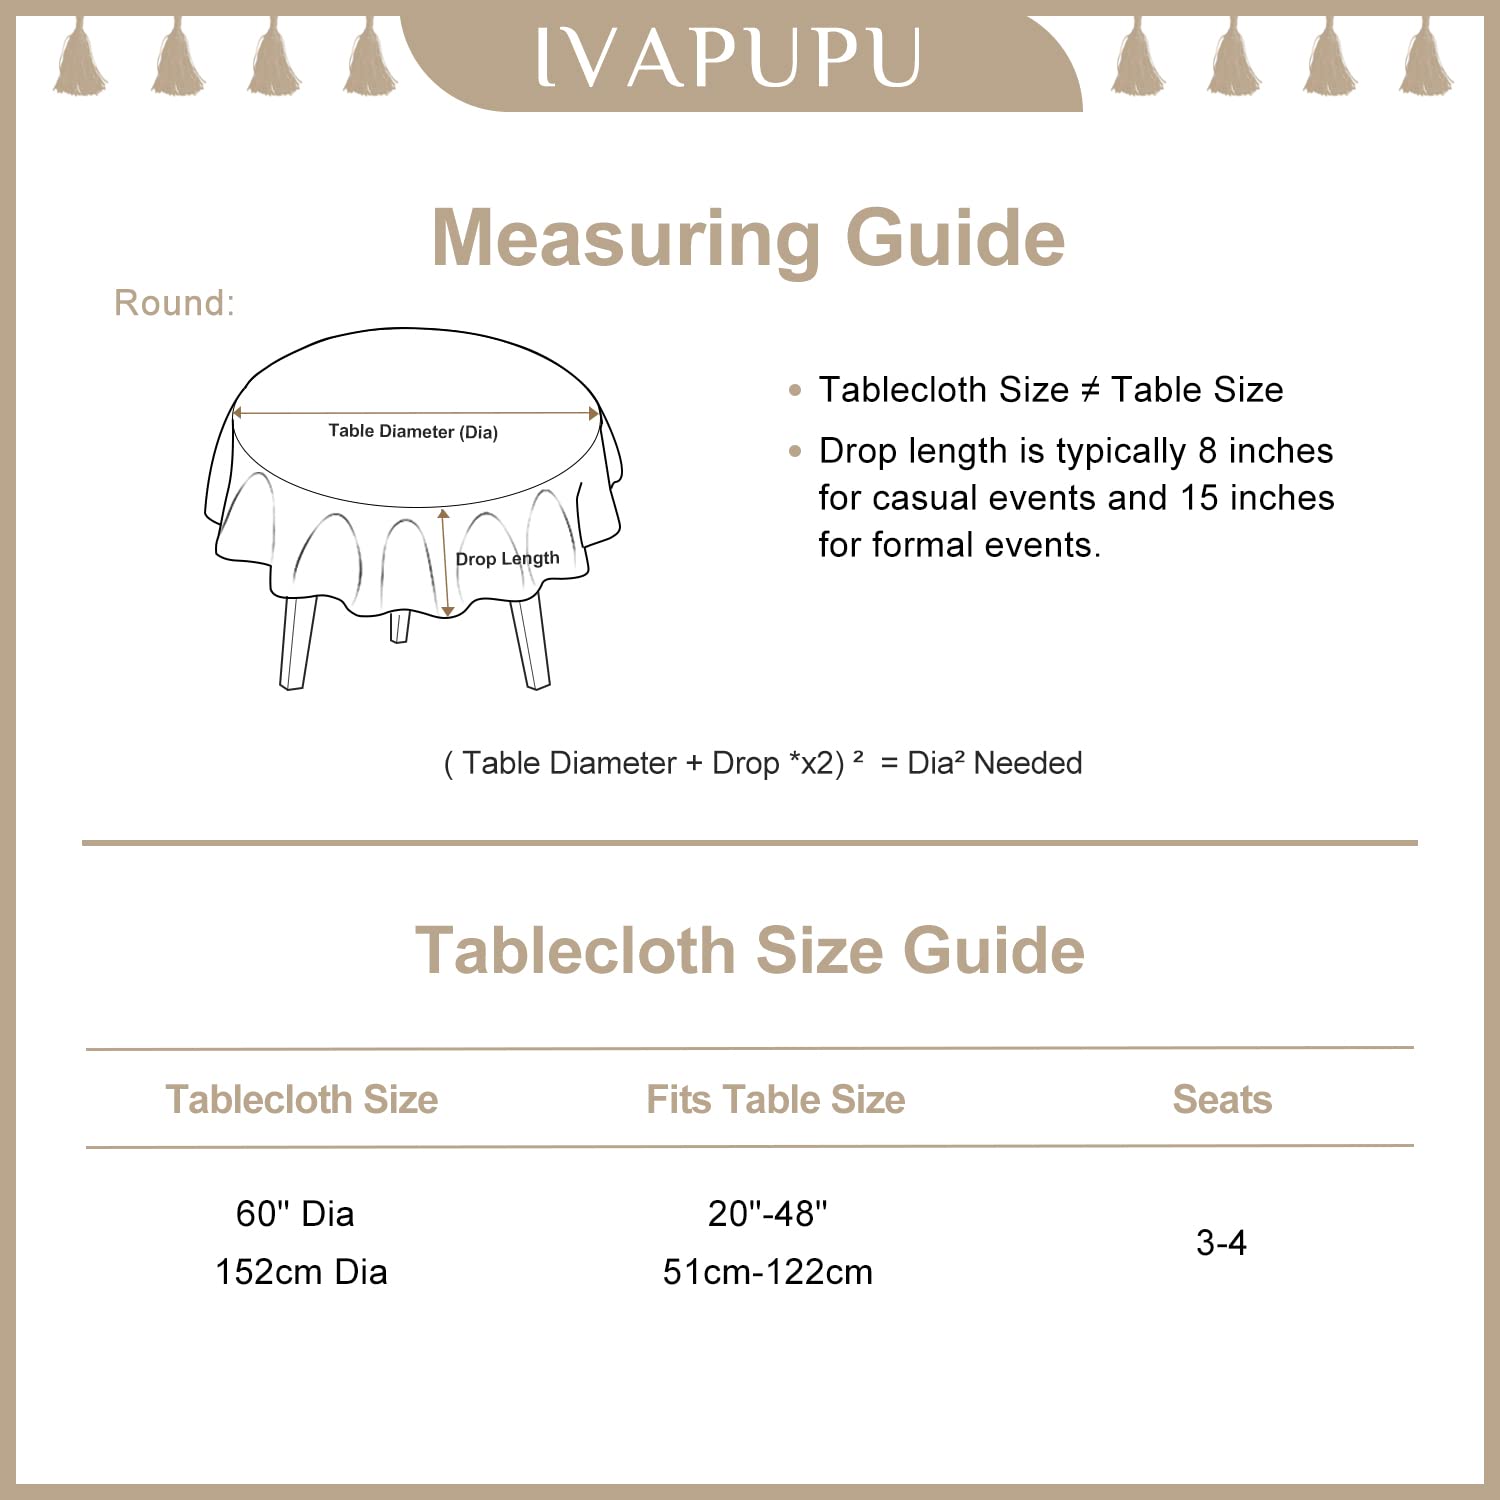 IVAPUPU
Measuring Guide
Round:
Table Diameter (Dia)
Drop Length
• Tablecloth Size ≠ Table Size
• Drop length is typically 8 inches
for casual events and 15 inches
for formal events.
( Table Diameter + Drop *x2) ² = Dia² Needed
Tablecloth Size Guide
Tablecloth Size Fits Table Size Seats
60" Dia 20"-48"
152cm Dia 51cm-122cm
3-4